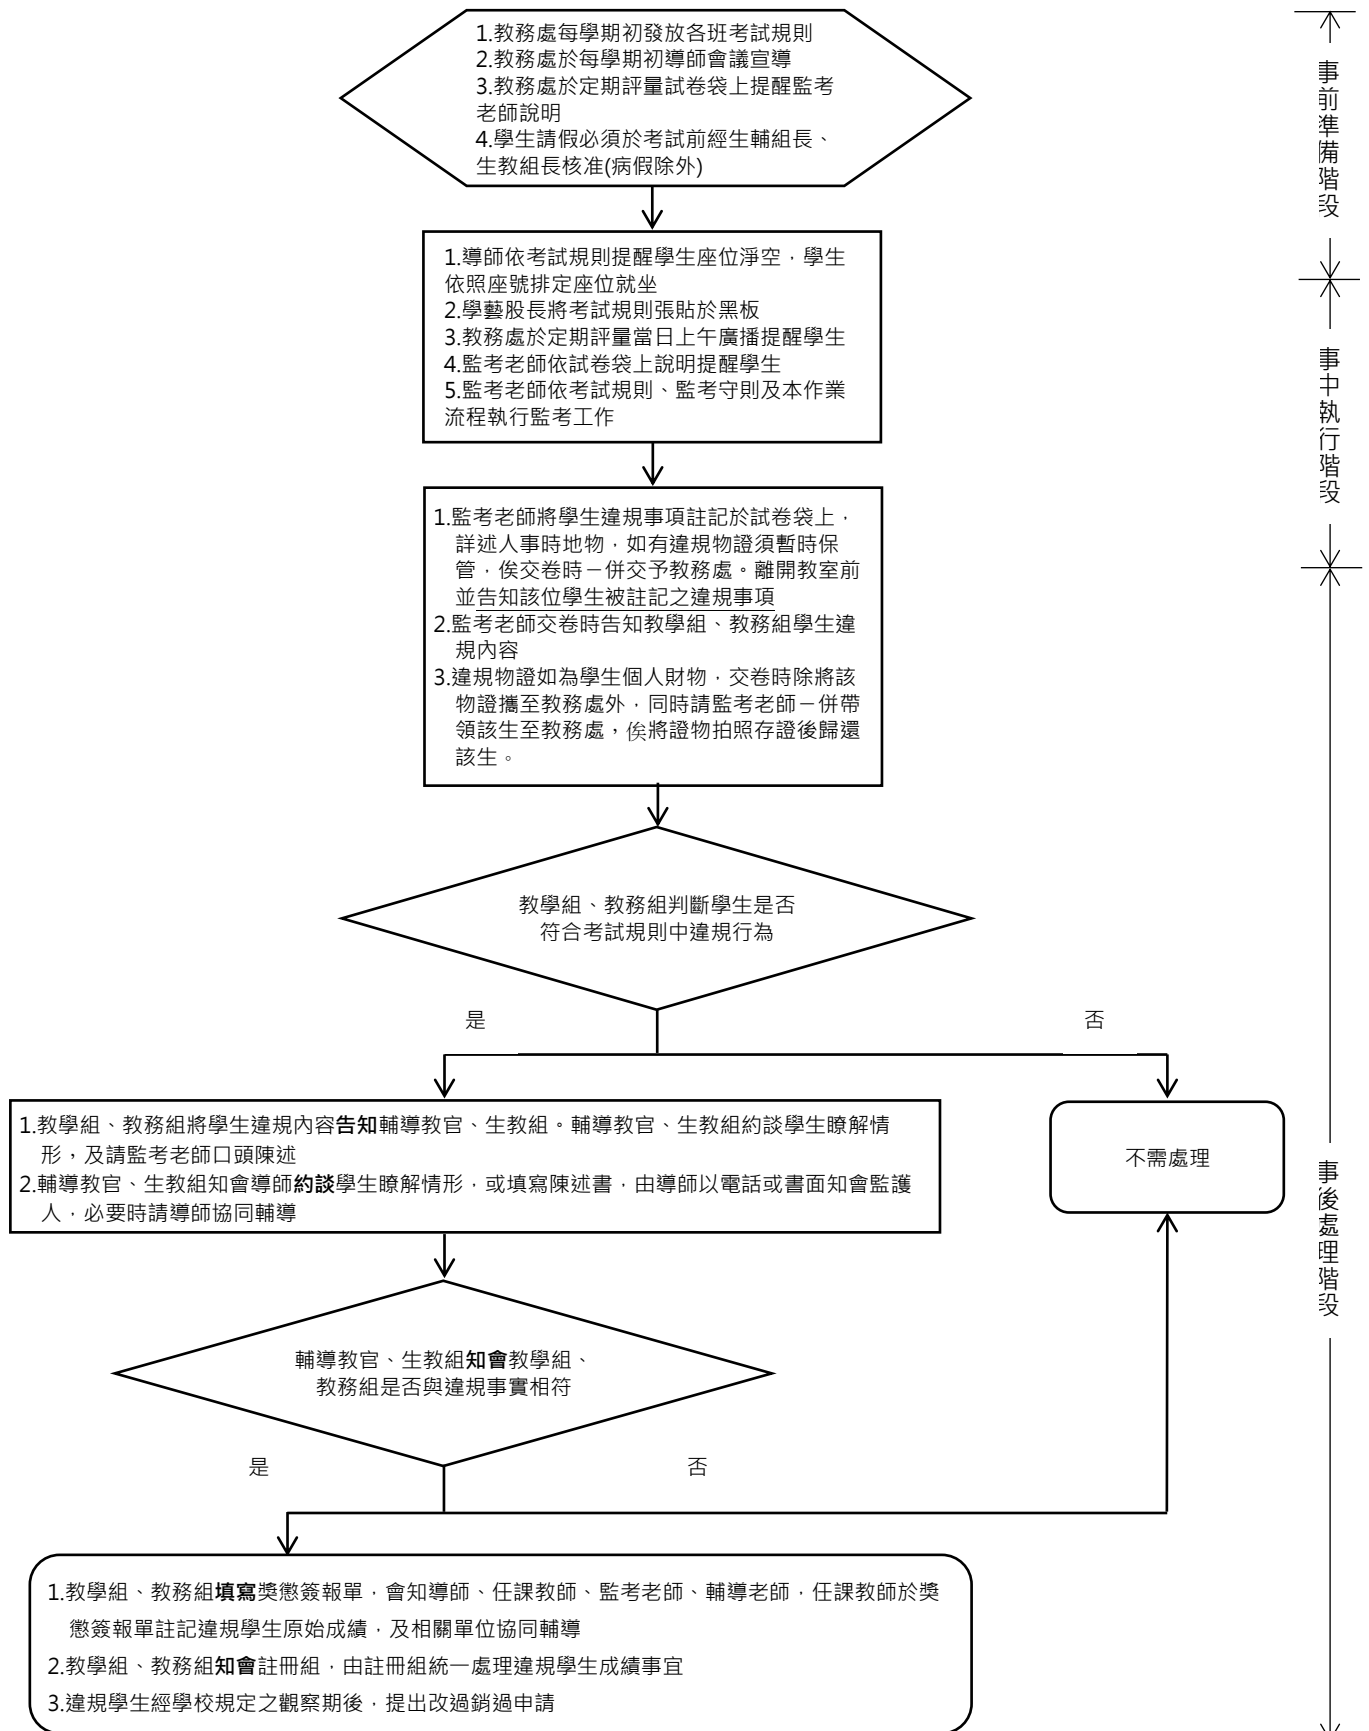 1.教務處每學期初發放各班考試規則
2.教務處於每學期初導師會議宣導
3.教務處於定期評量試卷袋上提醒監考
老師說明
4.學生請假必須於考試前經生輔組長、
生教組長核准(病假除外)
事前準備階段
1.導師依考試規則提醒學生座位淨空，學生
依照座號排定座位就坐
2.學藝股長將考試規則張貼於黑板
3.教務處於定期評量當日上午廣播提醒學生
4.監考老師依試卷袋上說明提醒學生
5.監考老師依考試規則、監考守則及本作業
流程執行監考工作
事中執行階段
1.監考老師將學生違規事項註記於試卷袋上，
詳述人事時地物，如有違規物證須暫時保
管，俟交卷時一併交予教務處。離開教室前
並告知該位學生被註記之違規事項
2.監考老師交卷時告知教學組、教務組學生違
規內容
3.違規物證如為學生個人財物，交卷時除將該
物證攜至教務處外，同時請監考老師一併帶
領該生至教務處，俟將證物拍照存證後歸還
該生。
教學組、教務組判斷學生是否
符合考試規則中違規行為
是
否
1.教學組、教務組將學生違規內容告知輔導教官、生教組。輔導教官、生教組約談學生瞭解情
形，及請監考老師口頭陳述
2.輔導教官、生教組知會導師約談學生瞭解情形，或填寫陳述書，由導師以電話或書面知會監護
人，必要時請導師協同輔導
不需處理
事後處理階段
輔導教官、生教組知會教學組、
教務組是否與違規事實相符
是
否
1.教學組、教務組填寫獎懲簽報單，會知導師、任課教師、監考老師、輔導老師，任課教師於獎
懲簽報單註記違規學生原始成績，及相關單位協同輔導
2.教學組、教務組知會註冊組，由註冊組統一處理違規學生成績事宜
3.違規學生經學校規定之觀察期後，提出改過銷過申請